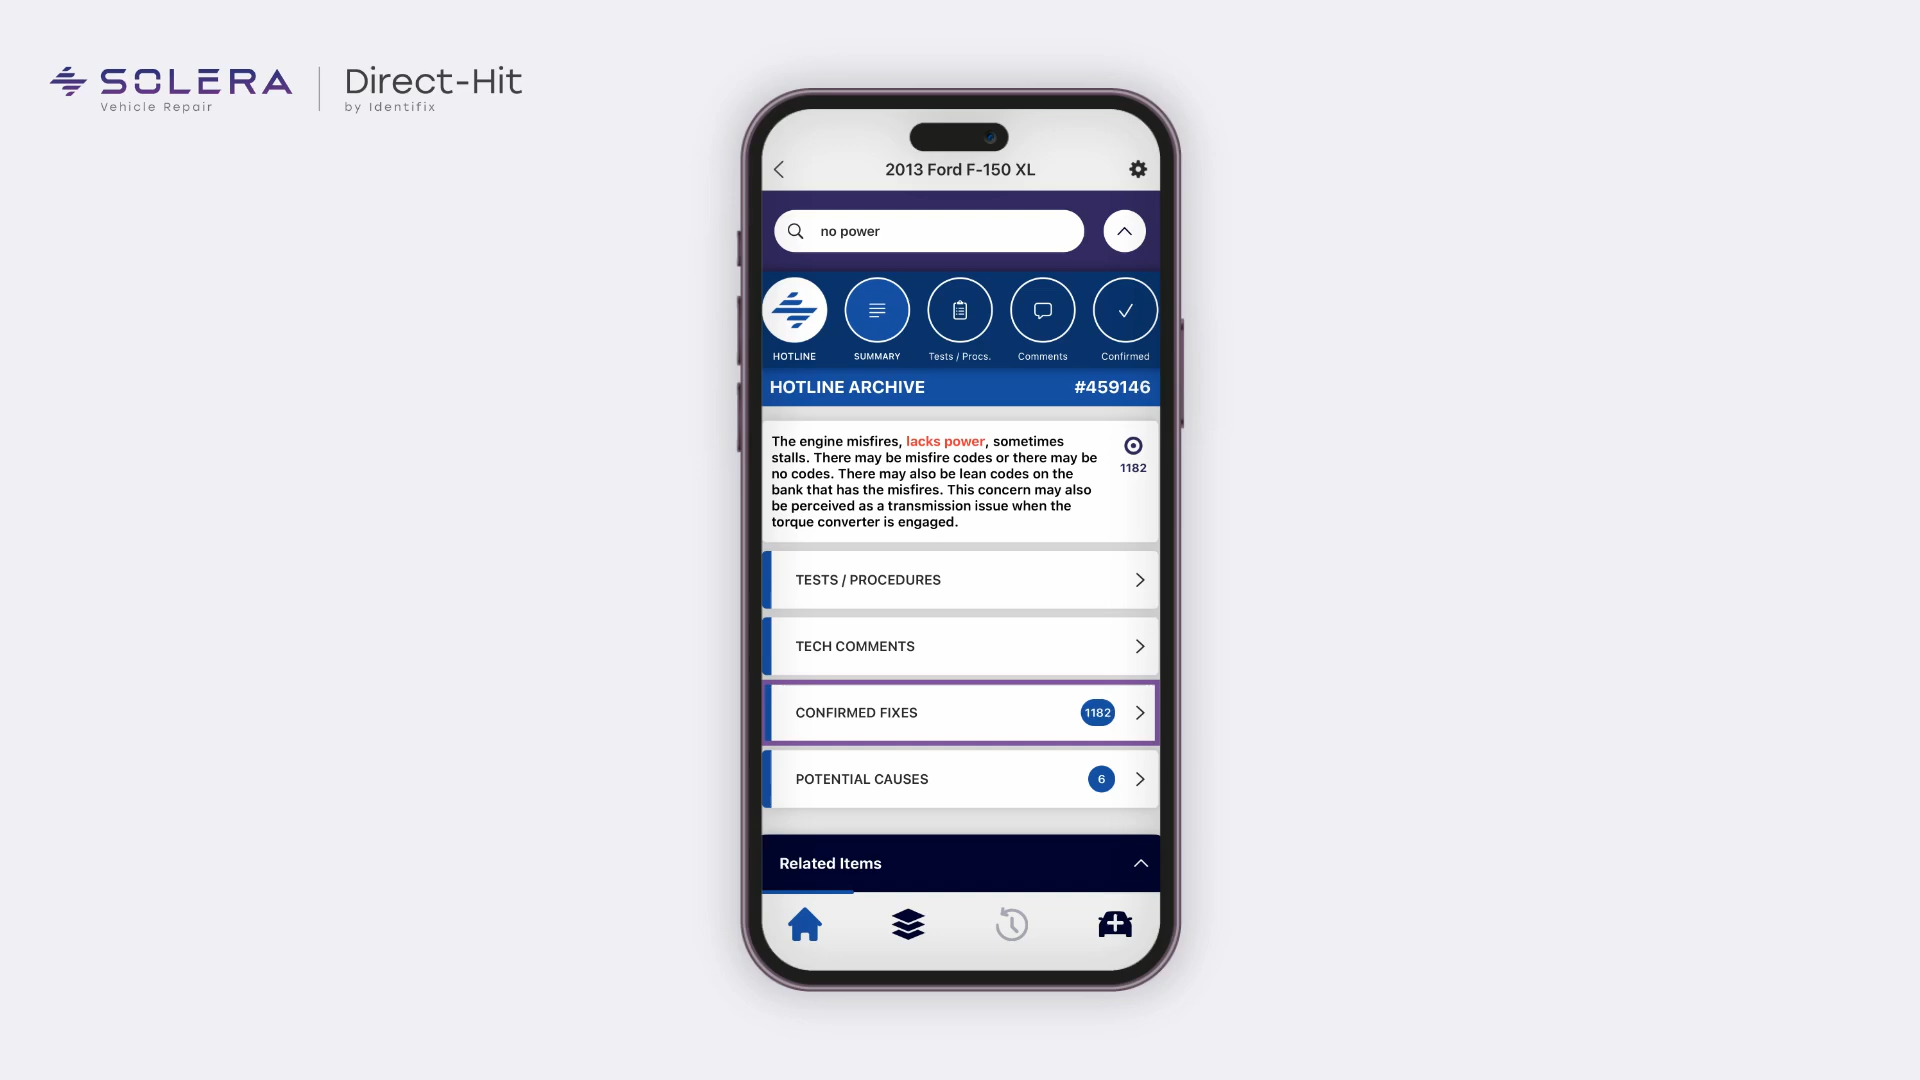 SOLERA
Vehicle Repair
Direct-Hit
by Identifix
2013 Ford F-150 XL
no power
HOTLINE
SUMMARY
Tests / Procs.
Comments
Confirmed
HOTLINE ARCHIVE
#459146
The engine misfires, lacks power, sometimes
stalls. There may be misfire codes or there may be
no codes. There may also be lean codes on the
bank that has the misfires. This concern may also
be perceived as a transmission issue when the
torque converter is engaged.
1182
TESTS / PROCEDURES
TECH COMMENTS
CONFIRMED FIXES
1182
POTENTIAL CAUSES
6
Related Items